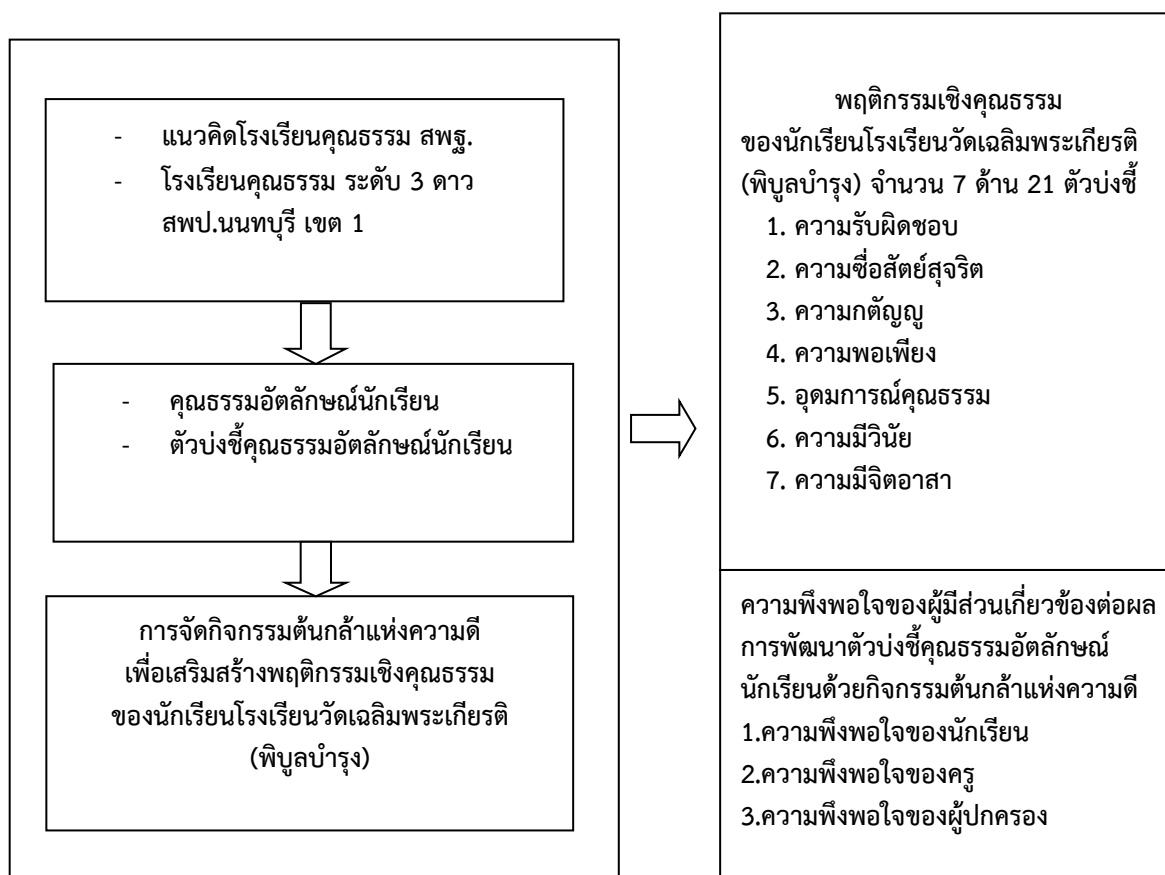 - แนวคิดโรงเรียนคุณธรรม สพฐ.
- โรงเรียนคุณธรรม ระดับ 3 ดาว
สพป.นนทบุรี เขต 1
- คุณธรรมอัตลักษณ์นักเรียน
- ตัวบ่งชี้คุณธรรมอัตลักษณ์นักเรียน
การจัดกิจกรรมต้นกล้าแห่งความดี
เพื่อเสริมสร้างพฤติกรรมเชิงคุณธรรม
ของนักเรียนโรงเรียนวัดเฉลิมพระเกียรติ
(พิบูลบำรุง)
พฤติกรรมเชิงคุณธรรม
ของนักเรียนโรงเรียนวัดเฉลิมพระเกียรติ
(พิบูลบำรุง) จำนวน 7 ด้าน 21 ตัวบ่งชี้
1. ความรับผิดชอบ
2. ความซื่อสัตย์สุจริต
3. ความกตัญญู
4. ความพอเพียง
5. อุดมการณ์คุณธรรม
6. ความมีวินัย
7. ความมีจิตอาสา
ความพึงพอใจของผู้มีส่วนเกี่ยวข้องต่อผล
การพัฒนาตัวบ่งชี้คุณธรรมอัตลักษณ์
นักเรียนด้วยกิจกรรมต้นกล้าแห่งความดี
1.ความพึงพอใจของนักเรียน
2.ความพึงพอใจของครู
3.ความพึงพอใจของผู้ปกครอง